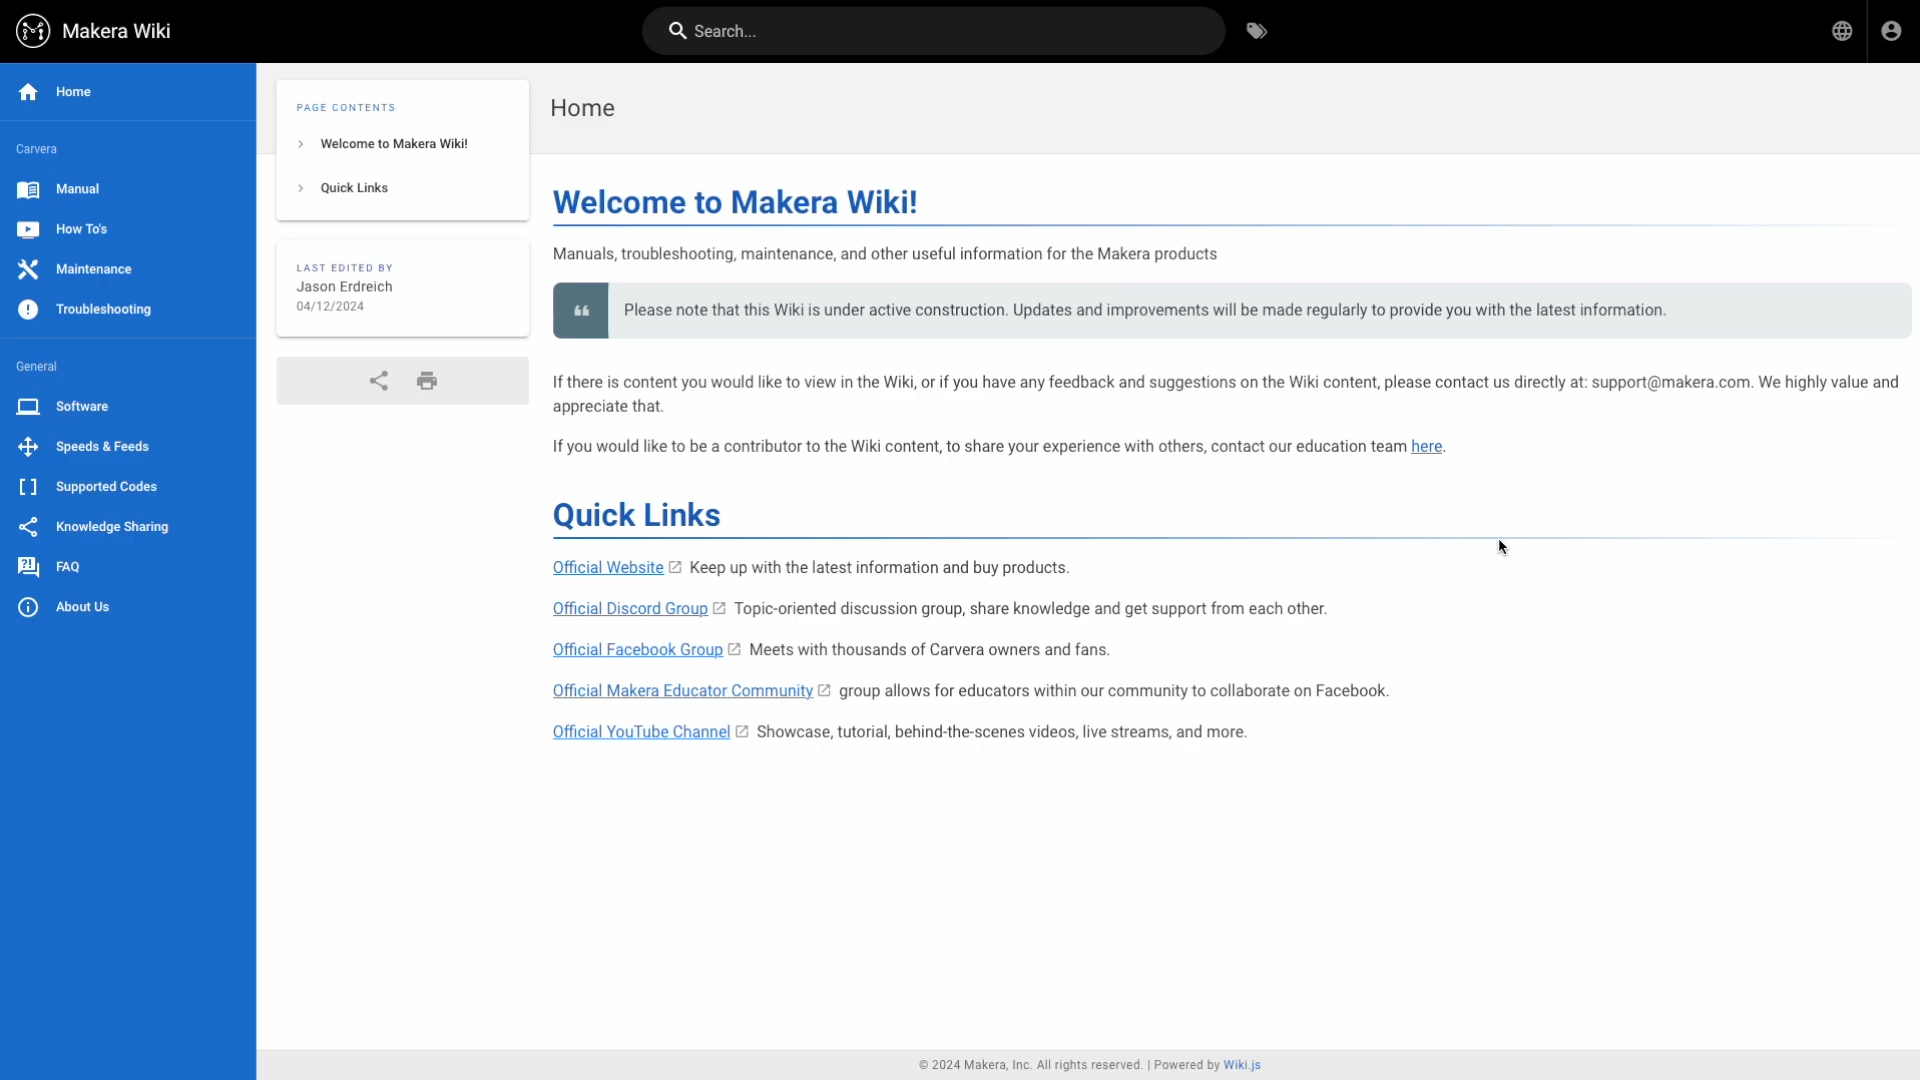 Makera Wiki
Search...
Home
Carvera
Manual
How To's
Maintenance
Troubleshooting
General
Software
Speeds & Feeds
Supported Codes
Knowledge Sharing
FAQ
About Us
PAGE CONTENTS
Welcome to Makera Wiki!
Quick Links
LAST EDITED BY
Jason Erdreich
04/12/2024
Home
Welcome to Makera Wiki!
Manuals, troubleshooting, maintenance, and other useful information for the Makera products
Please note that this Wiki is under active construction. Updates and improvements will be made regularly to provide you with the latest information.
If there is content you would like to view in the Wiki, or if you have any feedback and suggestions on the Wiki content, please contact us directly at: support@makera.com. We highly value and
appreciate that.
If you would like to be a contributor to the Wiki content, to share your experience with others, contact our education team here.
Quick Links
Official Website Keep up with the latest information and buy products.
Official Discord Group Topic-oriented discussion group, share knowledge and get support from each other.
Official Facebook Group Meets with thousands of Carvera owners and fans.
Official Makera Educator Community group allows for educators within our community to collaborate on Facebook.
Official YouTube Channel Showcase, tutorial, behind-the-scenes videos, live streams, and more.
© 2024 Makera, Inc. All rights reserved. | Powered by Wiki.js